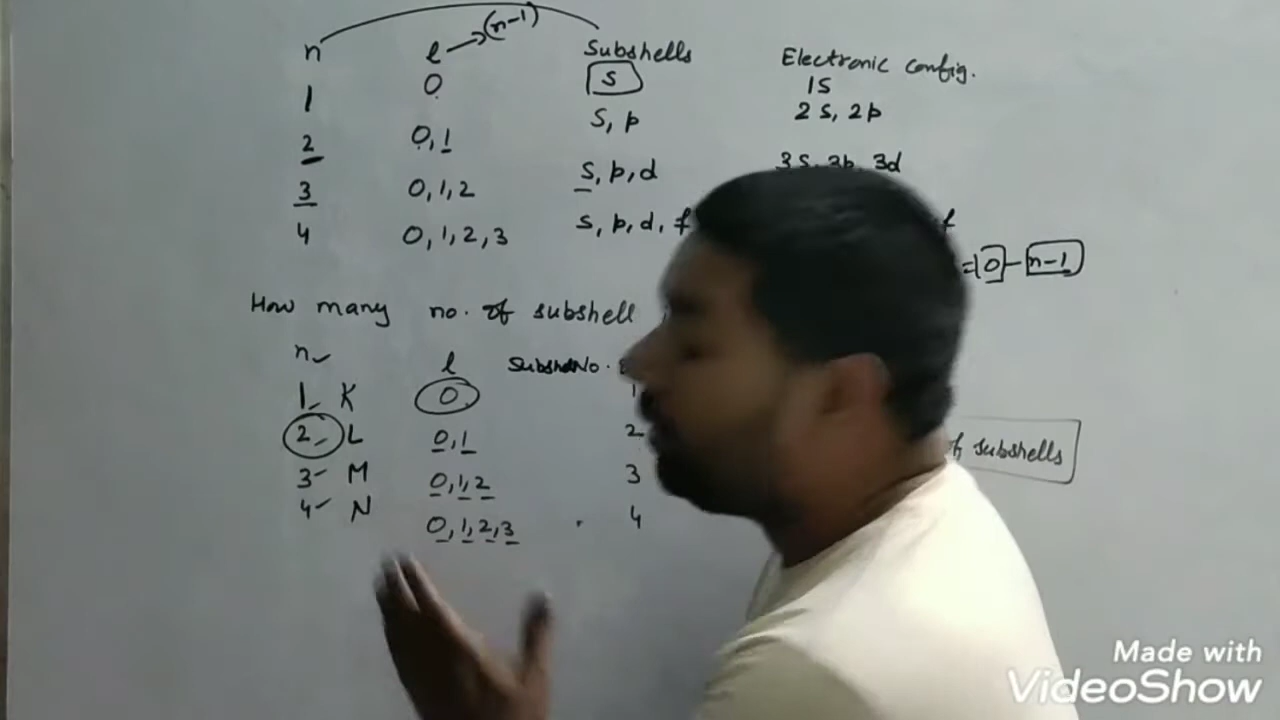 n l → (n-1) Subshells Electronic config.
1 0 s 1s
2 0,1 s, p 2s, 2p
3 0,1,2 s, p, d 3s, 3p, 3d
4 0,1,2,3 s, p, d, f f
= 0 - n-1
How many no. of subshell
n l No.
1 K 0 1
2 L 0,1 2
3 M 0,1,2 3
4 N 0,1,2,3 4
of subshells
Made with
VideoShow